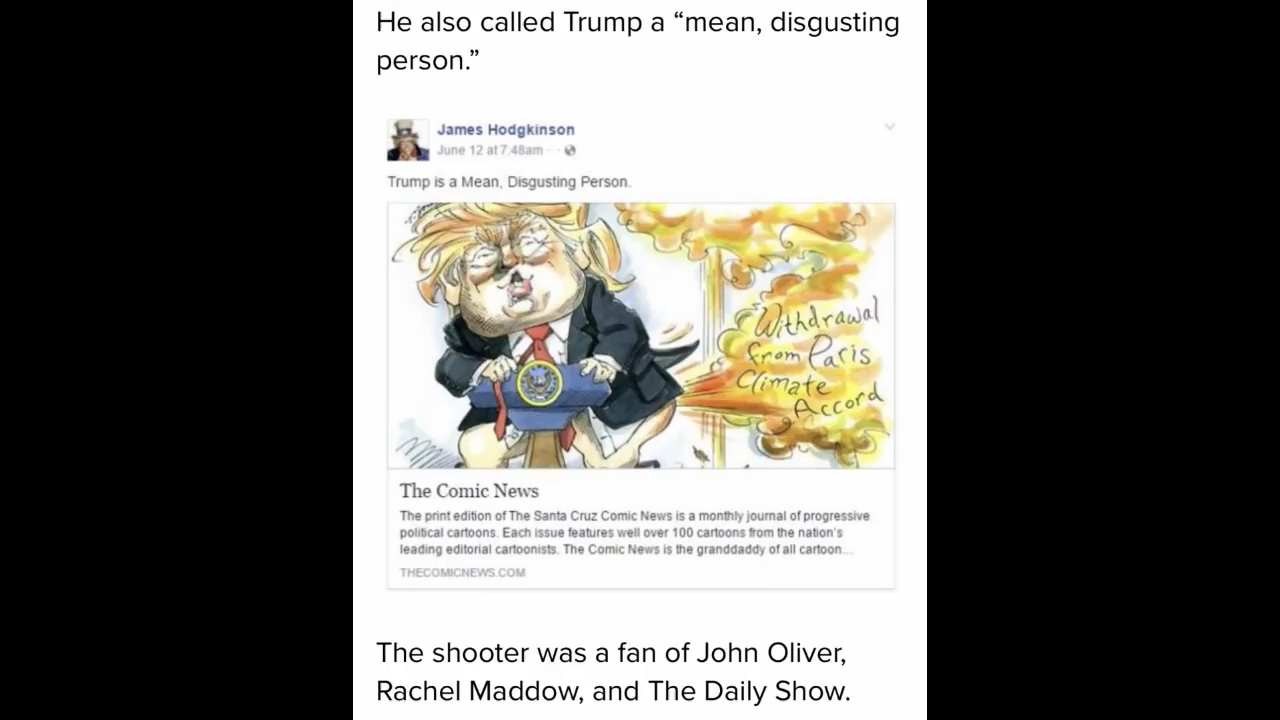 He also called Trump a “mean, disgusting
person.”
James Hodgkinson
June 12 at 7:48am ·
Trump is a Mean, Disgusting Person.
Withdrawal
from Paris
Climate
Accord
The Comic News
The print edition of The Santa Cruz Comic News is a monthly journal of progressive
political cartoons. Each issue features well over 100 cartoons from the nation's
leading editorial cartoonists. The Comic News is the granddaddy of all cartoon...
THECOMICNEWS.COM
The shooter was a fan of John Oliver,
Rachel Maddow, and The Daily Show.